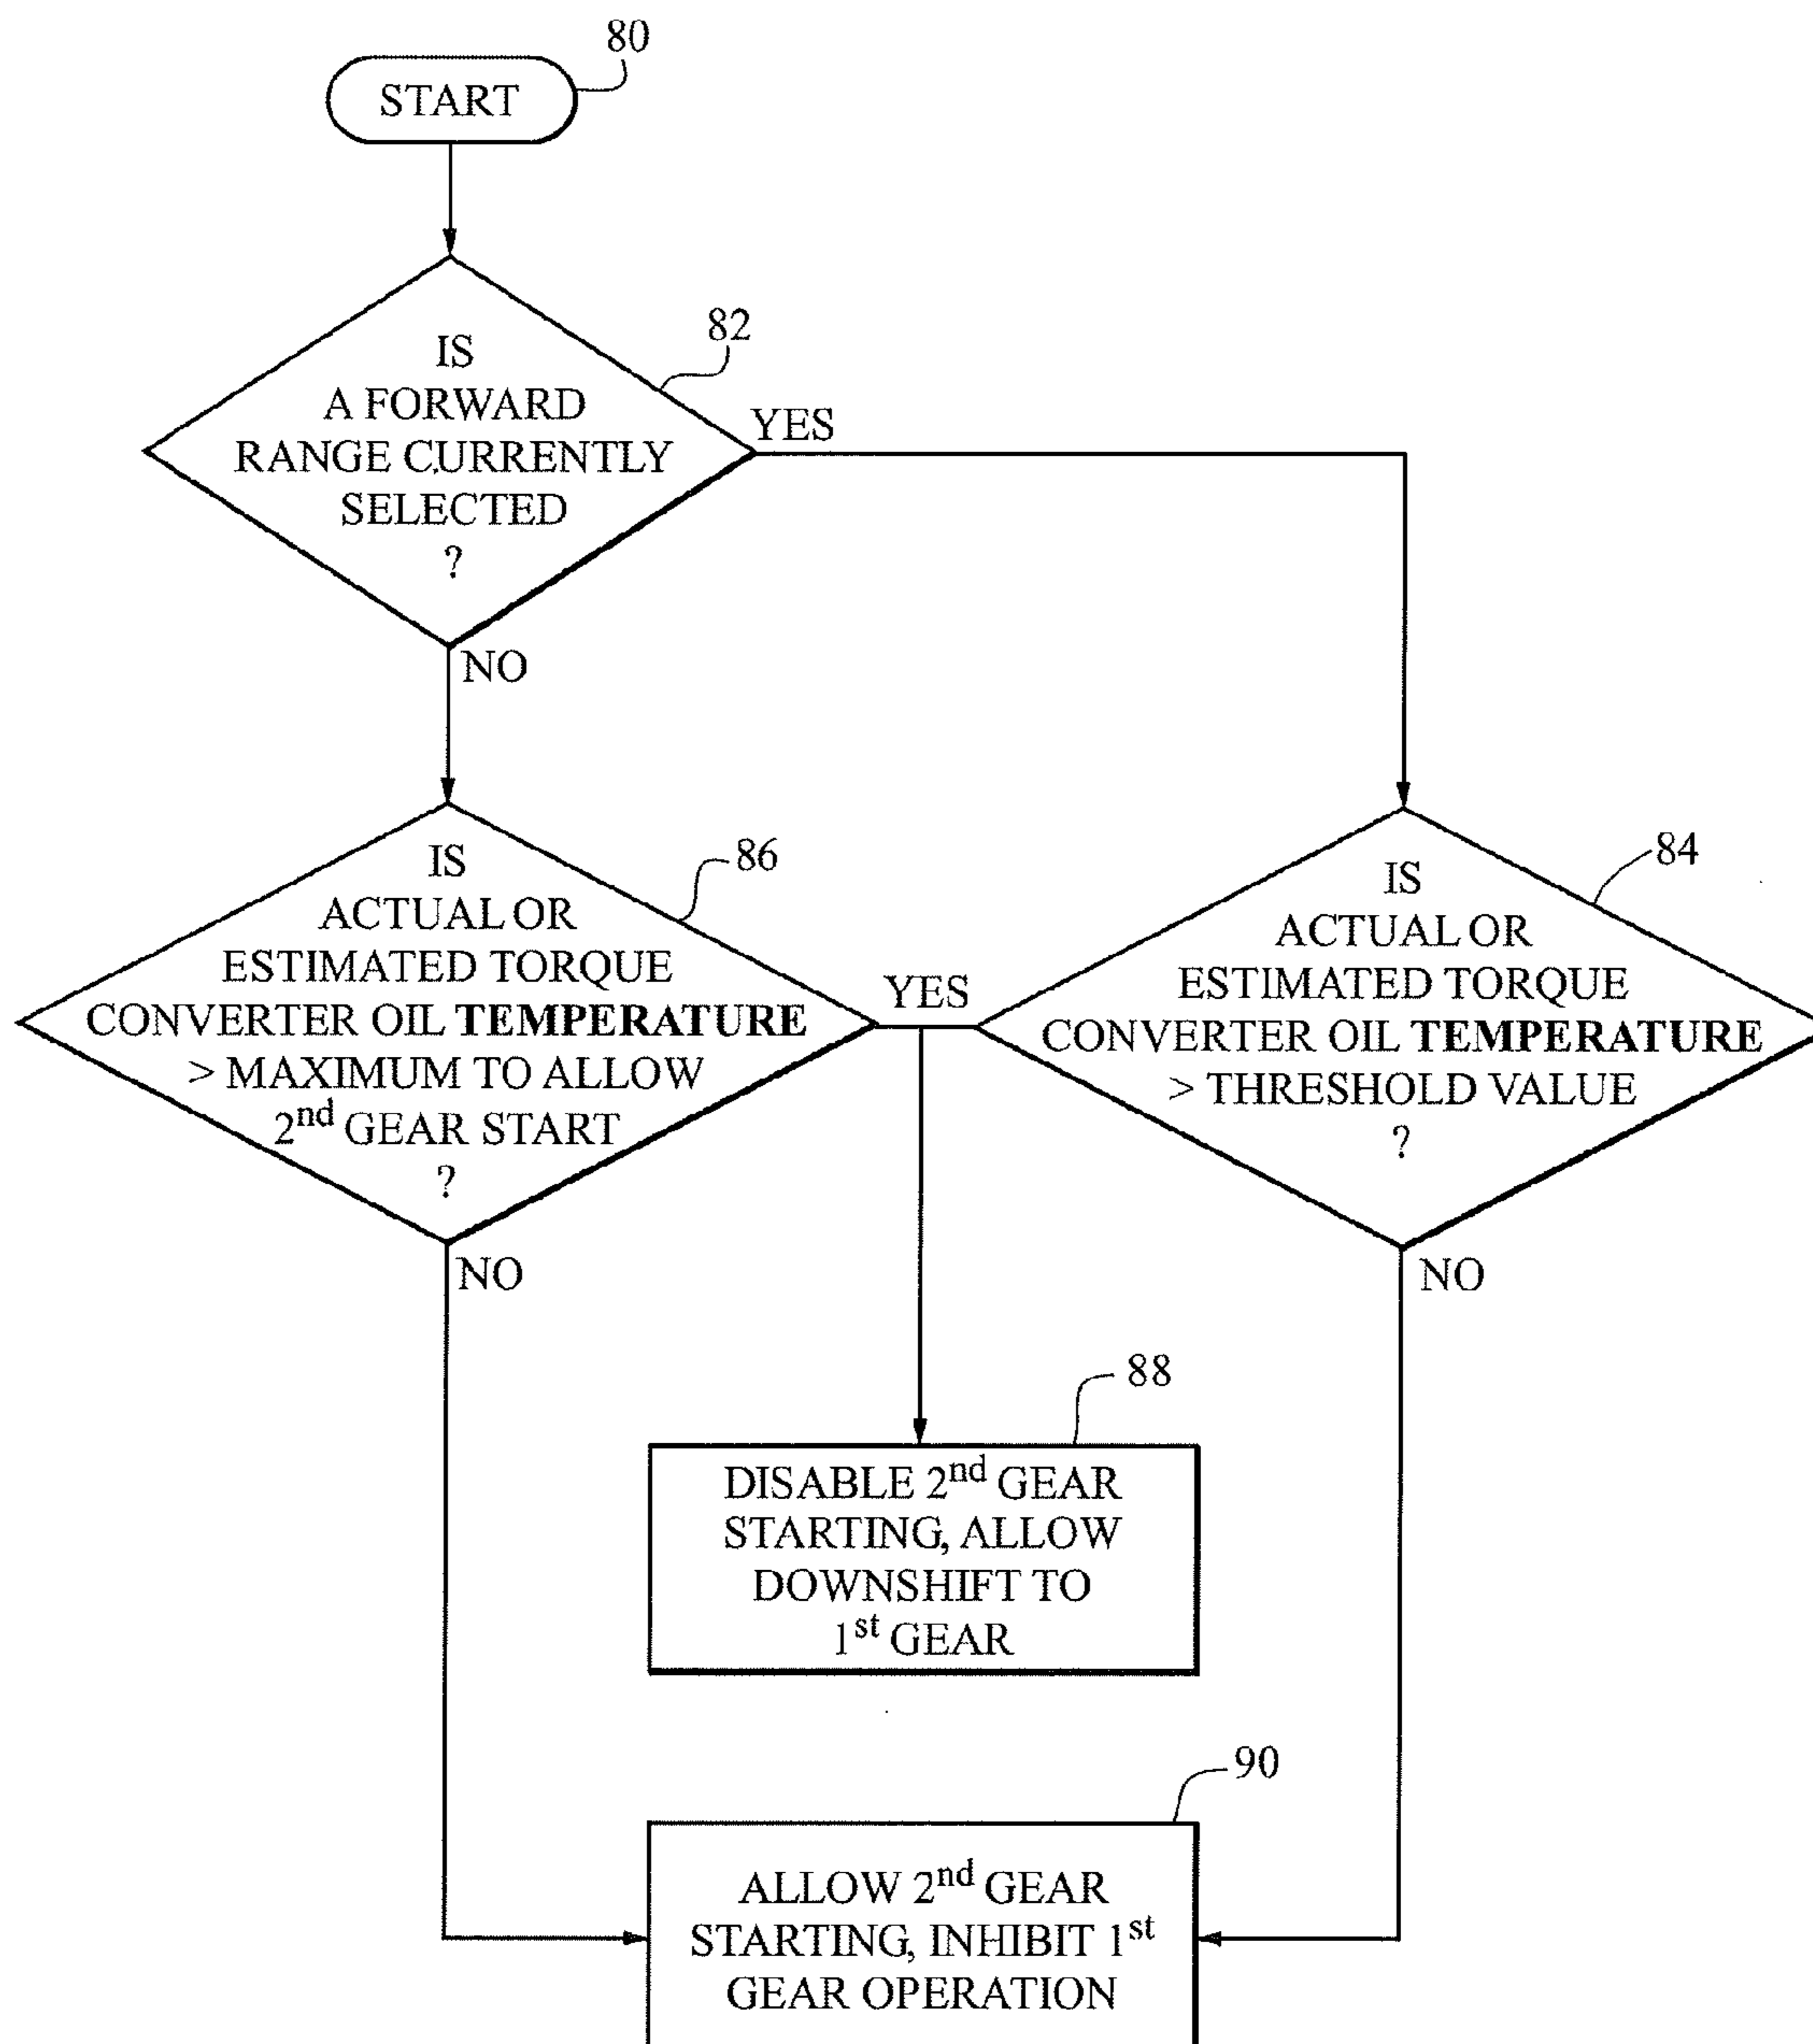 80
START
82
IS
A FORWARD
RANGE CURRENTLY
SELECTED
?
YES
NO
86
IS
ACTUAL OR
ESTIMATED TORQUE
CONVERTER OIL TEMPERATURE
> MAXIMUM TO ALLOW
2nd GEAR START
?
YES
NO
84
IS
ACTUAL OR
ESTIMATED TORQUE
CONVERTER OIL TEMPERATURE
> THRESHOLD VALUE
?
NO
88
DISABLE 2nd GEAR
STARTING, ALLOW
DOWNSHIFT TO
1st GEAR
90
ALLOW 2nd GEAR
STARTING, INHIBIT 1st
GEAR OPERATION